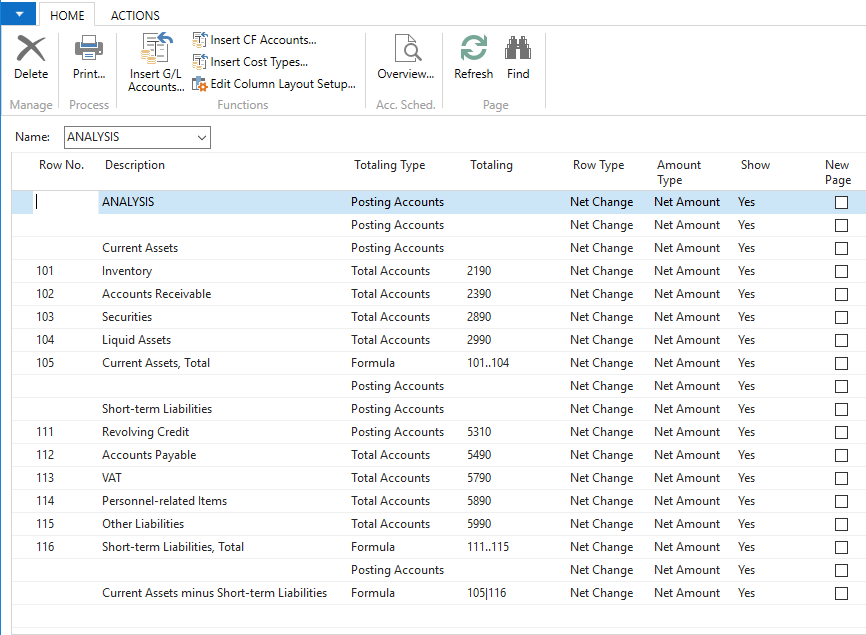 HOME ACTIONS
Delete
Print...
Insert G/L
Accounts...
Insert CF Accounts...
Insert Cost Types...
Edit Column Layout Setup...
Overview...
Refresh
Find
Manage Process Functions Acc. Sched. Page
Name: ANALYSIS
Row No. Description Totaling Type Totaling Row Type Amount Type Show New Page
ANALYSIS Posting Accounts Net Change Net Amount Yes
Posting Accounts Net Change Net Amount Yes
Current Assets Posting Accounts Net Change Net Amount Yes
101 Inventory Total Accounts 2190 Net Change Net Amount Yes
102 Accounts Receivable Total Accounts 2390 Net Change Net Amount Yes
103 Securities Total Accounts 2890 Net Change Net Amount Yes
104 Liquid Assets Total Accounts 2990 Net Change Net Amount Yes
105 Current Assets, Total Formula 101..104 Net Change Net Amount Yes
Posting Accounts Net Change Net Amount Yes
Short-term Liabilities Posting Accounts Net Change Net Amount Yes
111 Revolving Credit Posting Accounts 5310 Net Change Net Amount Yes
112 Accounts Payable Total Accounts 5490 Net Change Net Amount Yes
113 VAT Total Accounts 5790 Net Change Net Amount Yes
114 Personnel-related Items Total Accounts 5890 Net Change Net Amount Yes
115 Other Liabilities Total Accounts 5990 Net Change Net Amount Yes
116 Short-term Liabilities, Total Formula 111..115 Net Change Net Amount Yes
Posting Accounts Net Change Net Amount Yes
Current Assets minus Short-term Liabilities Formula 105|116 Net Change Net Amount Yes